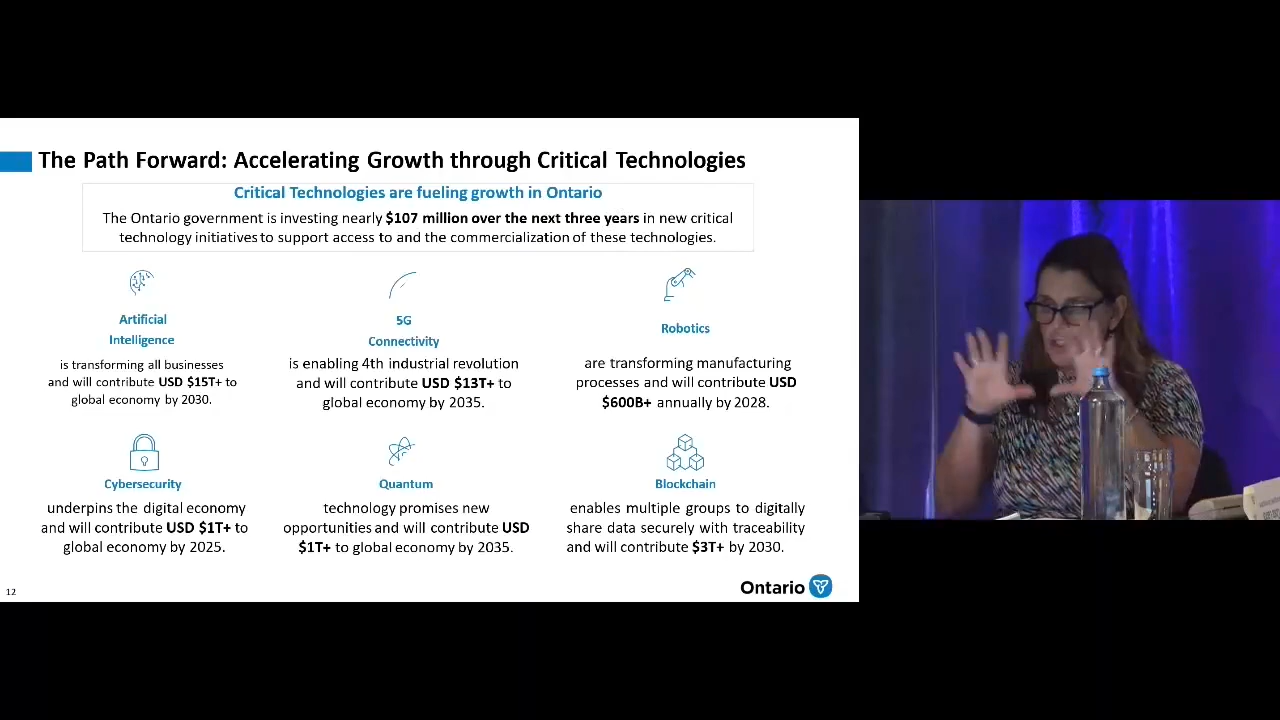 The Path Forward: Accelerating Growth through Critical Technologies
Critical Technologies are fueling growth in Ontario
The Ontario government is investing nearly $107 million over the next three years in new critical
technology initiatives to support access to and the commercialization of these technologies.
Artificial
Intelligence
is transforming all businesses
and will contribute USD $15T+ to
global economy by 2030.
5G
Connectivity
is enabling 4th industrial revolution
and will contribute USD $13T+ to
global economy by 2035.
Robotics
are transforming manufacturing
processes and will contribute USD
$600B+ annually by 2028.
Cybersecurity
underpins the digital economy
and will contribute USD $1T+ to
global economy by 2025.
Quantum
technology promises new
opportunities and will contribute USD
$1T+ to global economy by 2035.
Blockchain
enables multiple groups to digitally
share data securely with traceability
and will contribute $3T+ by 2030.
12
Ontario